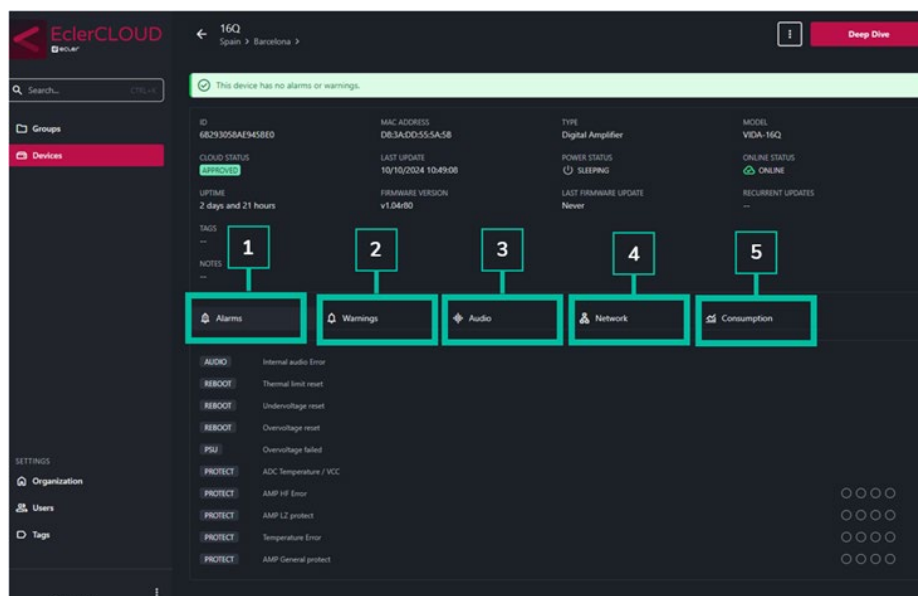 EclerCLOUD
ecler
16Q
Spain > Barcelona >
Deep Dive
Search... CTRL+K
This device has no alarms or warnings.
Groups
Devices
ID MAC ADDRESS TYPE MODEL
68293058AE9458E0 D8:3A:DD:55:5A:58 Digital Amplifier VIDA-16Q
CLOUD STATUS LAST UPDATE POWER STATUS ONLINE STATUS
APPROVED 10/10/2024 10:49:08 SLEEPING ONLINE
UPTIME FIRMWARE VERSION LAST FIRMWARE UPDATE RECURRENT UPDATES
2 days and 21 hours v1.04r80 Never --
TAGS
--
NOTES
--
1 2 3 4 5
Alarms Warnings Audio Network Consumption
AUDIO Internal audio Error
REBOOT Thermal limit reset
REBOOT Undervoltage reset
REBOOT Overvoltage reset
PSU Overvoltage failed
PROTECT ADC Temperature / VCC
PROTECT AMP HF Error
PROTECT AMP LZ protect
PROTECT Temperature Error
PROTECT AMP General protect
SETTINGS
Organization
Users
Tags